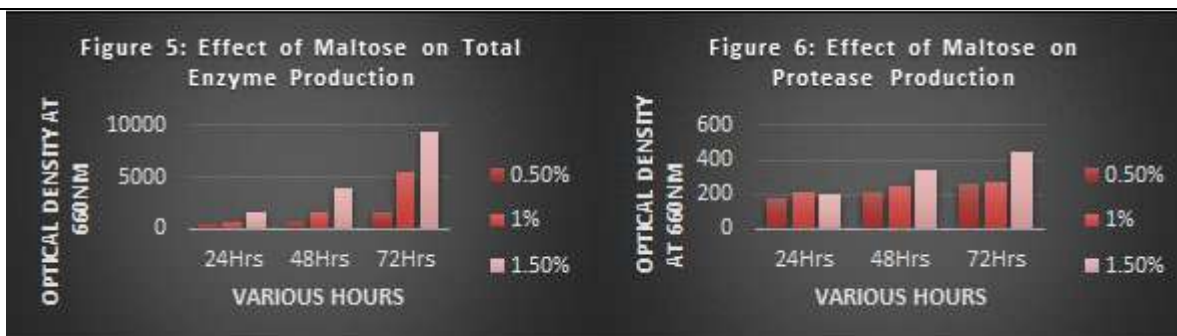 Figure 5: Effect of Maltose on Total
Enzyme Production
OPTICAL DENSITY AT
660NM
10000
5000
0
24Hrs 48Hrs 72Hrs
VARIOUS HOURS
0.50%
1%
1.50%
Figure 6: Effect of Maltose on
Protease Production
OPTICAL DENSITY
AT 660NM
600
400
200
0
24Hrs 48Hrs 72Hrs
VARIOUS HOURS
0.50%
1%
1.50%